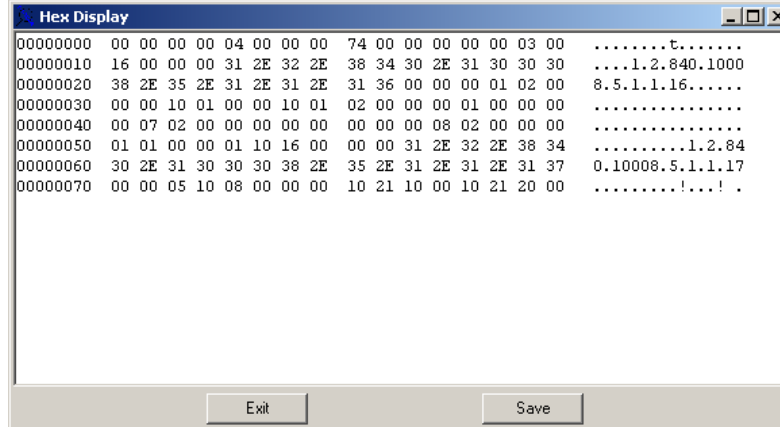 Hex Display
00000000 00 00 00 00 04 00 00 00 74 00 00 00 00 00 03 00 ........t.......
00000010 16 00 00 00 31 2E 32 2E 38 34 30 2E 31 30 30 30 ....1.2.840.1000
00000020 38 2E 35 2E 31 2E 31 2E 31 36 00 00 00 01 02 00 8.5.1.1.16......
00000030 00 00 10 01 00 00 10 01 02 00 00 00 01 00 00 00 ................
00000040 00 07 02 00 00 00 00 00 00 00 00 08 02 00 00 00 ................
00000050 01 01 00 00 01 10 16 00 00 00 31 2E 32 2E 38 34 ..........1.2.84
00000060 30 2E 31 30 30 30 38 2E 35 2E 31 2E 31 2E 31 37 0.10008.5.1.1.17
00000070 00 00 05 10 08 00 00 00 10 21 10 00 10 21 20 00 .........!...! .
Exit Save